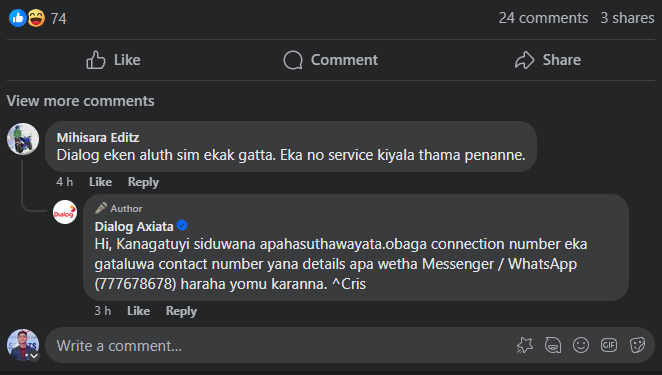 74
24 comments 3 shares
Like Comment Share
View more comments
Mihisara Editz
Dialog eken aluth sim ekak gatta. Eka no service kiyala thama penanne.
4 h Like Reply
Author
Dialog
Dialog Axiata
Hi, Kanagatuyi siduwana apahasuthawayata.obaga connection number eka
gataluwa contact number yana details apa wetha Messenger / WhatsApp
(777678678) haraha yomu karanna. ^Cris
3 h Like Reply
Write a comment...
GIF